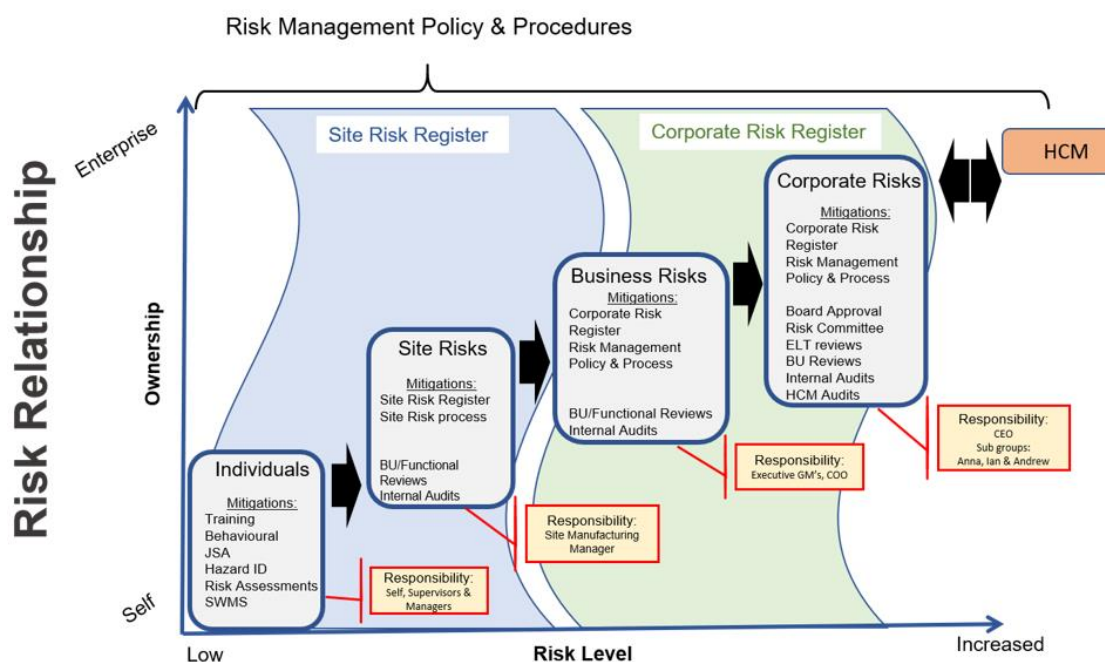 Risk Management Policy & Procedures
Risk Relationship
Enterprise
Ownership
Self
Site Risk Register
Corporate Risk Register
HCM
Individuals
Mitigations:
Training
Behavioural
JSA
Hazard ID
Risk Assessments
SWMS
Responsibility:
Self, Supervisors &
Managers
Site Risks
Mitigations:
Site Risk Register
Site Risk process
BU/Functional
Reviews
Internal Audits
Responsibility:
Site Manufacturing
Manager
Business Risks
Mitigations:
Corporate Risk
Register
Risk Management
Policy & Process
BU/Functional Reviews
Internal Audits
Responsibility:
Executive GM's, COO
Corporate Risks
Mitigations:
Corporate Risk
Register
Risk Management
Policy & Process
Board Approval
Risk Committee
ELT reviews
BU Reviews
Internal Audits
HCM Audits
Responsibility:
CEO
Sub groups:
Anna, Ian & Andrew
Low
Risk Level
Increased